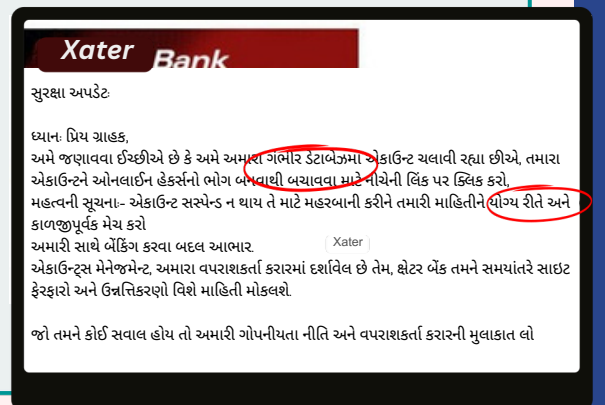 Xater Bank
સુરક્ષા અપડેટઃ
ધ્યાનઃ પ્રિય ગ્રાહક,
અમે જણાવવા ઈચ્છીએ છે કે અમે અમારા ગંભીર ડેટાબેઝમાં એકાઉન્ટ ચલાવી રહ્યા છીએ, તમારા
એકાઉન્ટને ઓનલાઈન હેકર્સનો ભોગ બનવાથી બચાવવા માટે નીચેની લિંક પર ક્લિક કરો,
મહત્વની સૂચનાઃ- એકાઉન્ટ સસ્પેન્ડ ન થાય તે માટે મહરબાની કરીને તમારી માહિતીને યોગ્ય રીતે અને
કાળજીપૂર્વક મેચ કરો
અમારી સાથે બેંકિંગ કરવા બદલ આભાર.
Xater
એકાઉન્ટ્સ મેનેજમેન્ટ, અમારા વપરાશકર્તા કરારમાં દર્શાવેલ છે તેમ, ક્ષેટર બેંક તમને સમયાંતરે સાઇટ
ફેરફારો અને ઉન્નત્તિકરણો વિશે માહિતી મોકલશે.
જો તમને કોઈ સવાલ હોય તો અમારી ગોપનીયતા નીતિ અને વપરાશકર્તા કરારની મુલાકાત લો